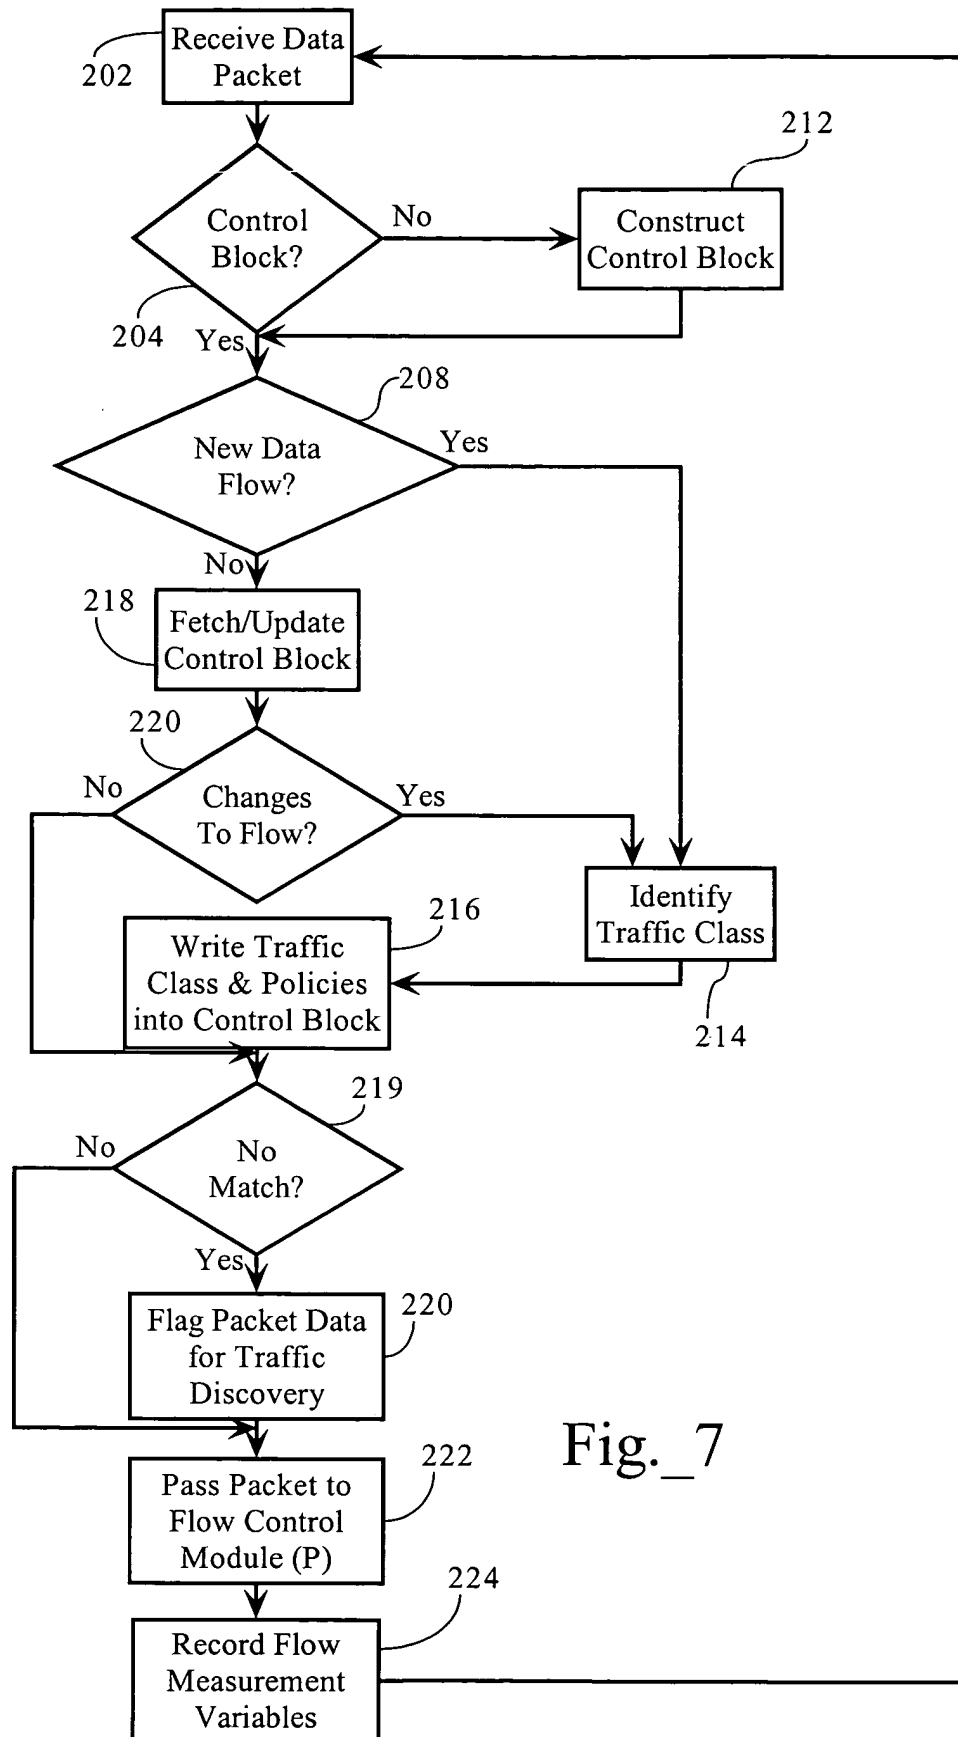 Receive Data
Packet
202
212
Control
Block?
No
Construct
Control Block
204
Yes
208
New Data
Flow?
Yes
No
218
Fetch/Update
Control Block
220
No
Changes
To Flow?
Yes
Identify
Traffic Class
216
Write Traffic
Class & Policies
into Control Block
214
219
No
No
Match?
Yes
Flag Packet Data
for Traffic
Discovery
220
Fig._7
222
Pass Packet to
Flow Control
Module (P)
224
Record Flow
Measurement
Variables